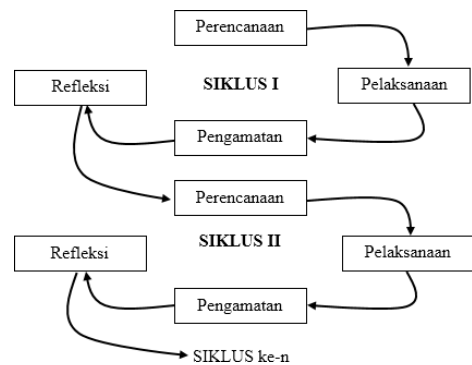 Perencanaan
Refleksi
SIKLUS I
Pelaksanaan
Pengamatan
Perencanaan
Refleksi
SIKLUS II
Pelaksanaan
Pengamatan
SIKLUS ke-n